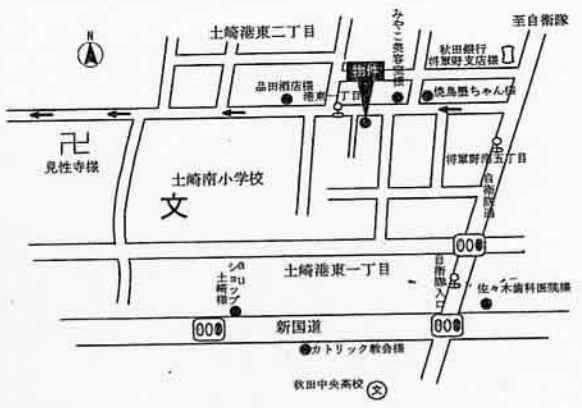 至自衛隊
N
土崎港東二丁目
みやこ美容室様
秋田銀行
将軍野支店様
物件
品田酒店様
港東一丁目
焼鳥塁ちゃん様
見性寺様
土崎南小学校
文
将軍野南五丁目
自衛隊通
土崎港東一丁目
auショップ
土崎様
自衛隊入口
佐々木歯科医院様
新国道
カトリック教会様
秋田中央高校
文